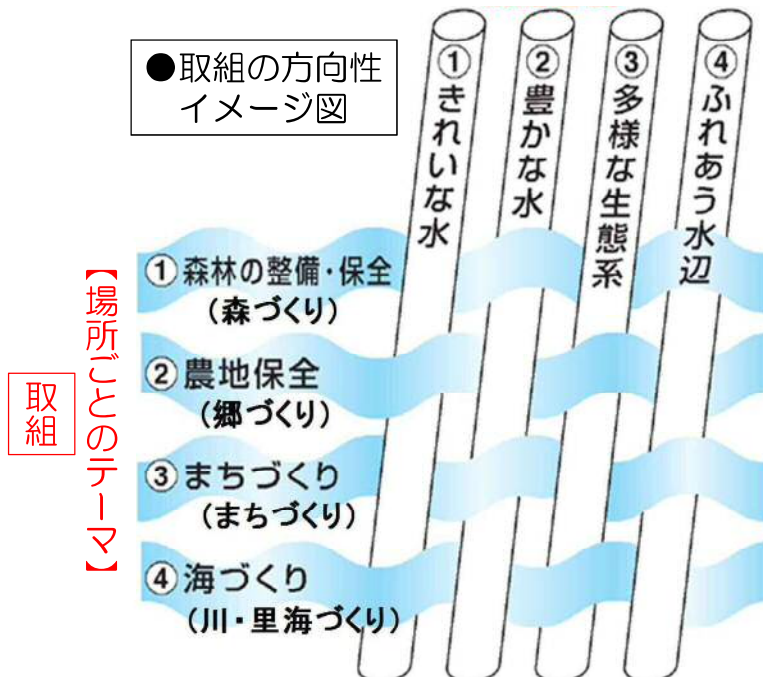 ●取組の方向性
イメージ図
①きれいな水
②豊かな水
③多様な生態系
④ふれあう水辺
取組
【場所ごとのテーマ】
①森林の整備・保全
(森づくり)
②農地保全
(郷づくり)
③まちづくり
(まちづくり)
④海づくり
(川・里海づくり)